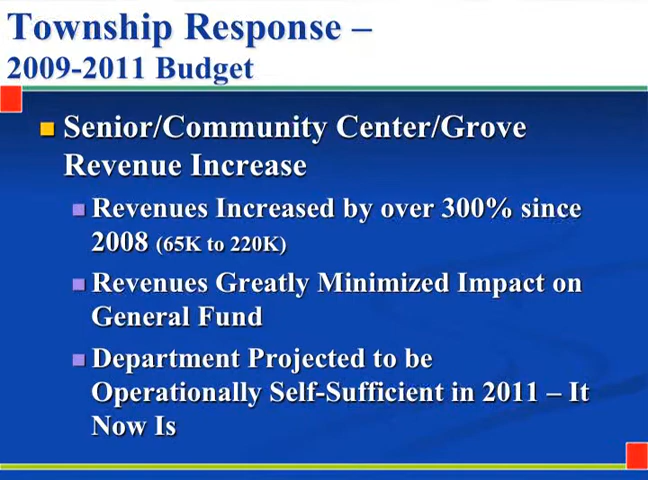 Township Response –
2009-2011 Budget
Senior/Community Center/Grove
Revenue Increase
Revenues Increased by over 300% since
2008 (65K to 220K)
Revenues Greatly Minimized Impact on
General Fund
Department Projected to be
Operationally Self-Sufficient in 2011 – It
Now Is